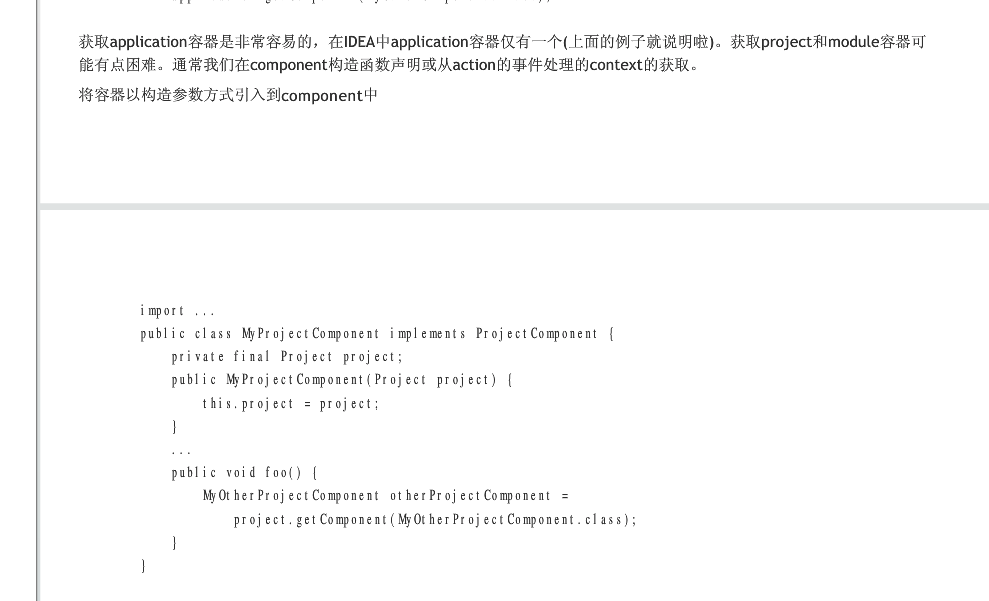 获取application容器是非常容易的，在IDEA中application容器仅有一个(上面的例子就说明啦)。获取project和module容器可
能有点困难。通常我们在component构造函数声明或从action的事件处理的context的获取。
将容器以构造参数方式引入到component中
import ...
public class MyProjectComponent implements ProjectComponent {
private final Project project;
public MyProjectComponent(Project project) {
this.project = project;
}
...
public void foo() {
MyOtherProjectComponent otherProjectComponent =
project.getComponent(MyOtherProjectComponent.class);
}
}